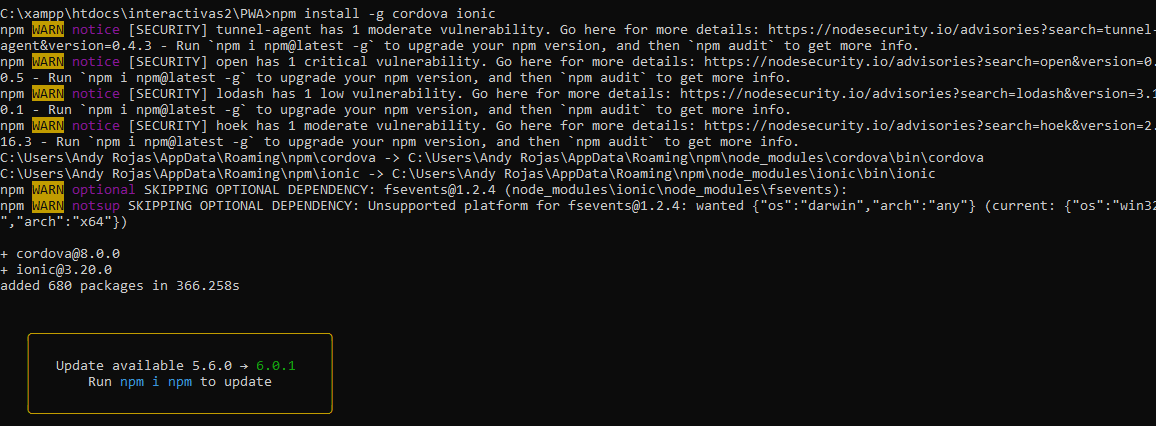 C:\xampp\htdocs\interactivas2\PWA>npm install -g cordova ionic
npm WARN notice [SECURITY] tunnel-agent has 1 moderate vulnerability. Go here for more details: https://nodesecurity.io/advisories?search=tunnel-
agent&version=0.4.3 - Run `npm i npm@latest -g` to upgrade your npm version, and then `npm audit` to get more info.
npm WARN notice [SECURITY] open has 1 critical vulnerability. Go here for more details: https://nodesecurity.io/advisories?search=open&version=0.
0.5 - Run `npm i npm@latest -g` to upgrade your npm version, and then `npm audit` to get more info.
npm WARN notice [SECURITY] lodash has 1 low vulnerability. Go here for more details: https://nodesecurity.io/advisories?search=lodash&version=3.1
0.1 - Run `npm i npm@latest -g` to upgrade your npm version, and then `npm audit` to get more info.
npm WARN notice [SECURITY] hoek has 1 moderate vulnerability. Go here for more details: https://nodesecurity.io/advisories?search=hoek&version=2.
16.3 - Run `npm i npm@latest -g` to upgrade your npm version, and then `npm audit` to get more info.
C:\Users\Andy Rojas\AppData\Roaming\npm\cordova -> C:\Users\Andy Rojas\AppData\Roaming\npm\node_modules\cordova\bin\cordova
C:\Users\Andy Rojas\AppData\Roaming\npm\ionic -> C:\Users\Andy Rojas\AppData\Roaming\npm\node_modules\ionic\bin\ionic
npm WARN optional SKIPPING OPTIONAL DEPENDENCY: fsevents@1.2.4 (node_modules\ionic\node_modules\fsevents):
npm WARN notsup SKIPPING OPTIONAL DEPENDENCY: Unsupported platform for fsevents@1.2.4: wanted {"os":"darwin","arch":"any"} (current: {"os":"win32
","arch":"x64"})
+ cordova@8.0.0
+ ionic@3.20.0
added 680 packages in 366.258s
Update available 5.6.0 → 6.0.1
Run npm i npm to update